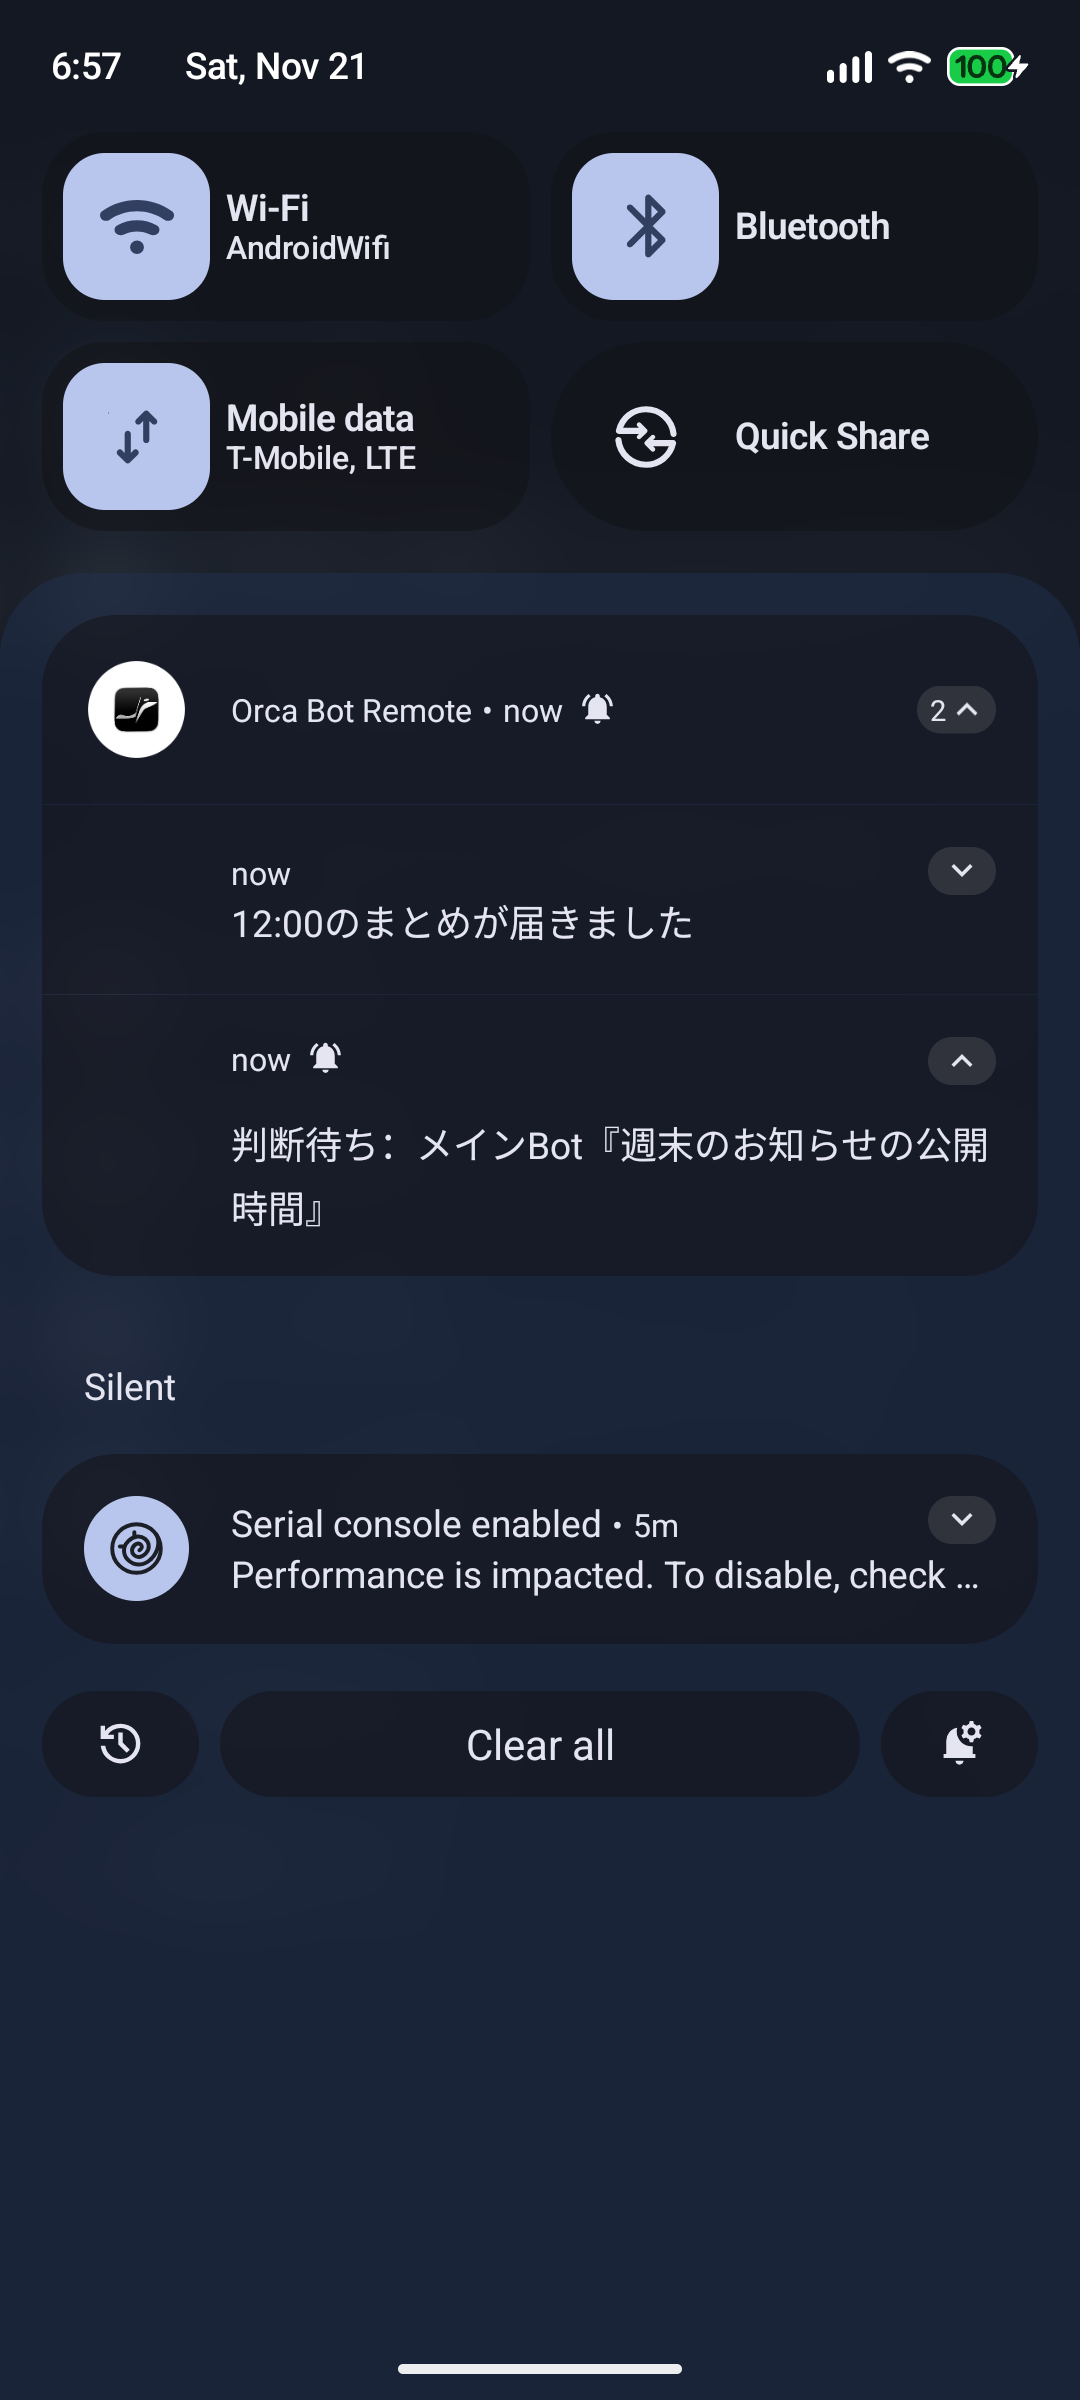 6:57 Sat, Nov 21 100
Wi-Fi
AndroidWifi
Bluetooth
Mobile data
T-Mobile, LTE
Quick Share
Orca Bot Remote • now
2
now
12:00のまとめが届きました
now
判断待ち：メインBot『週末のお知らせの公開
時間』
Silent
Serial console enabled • 5m
Performance is impacted. To disable, check ...
Clear all